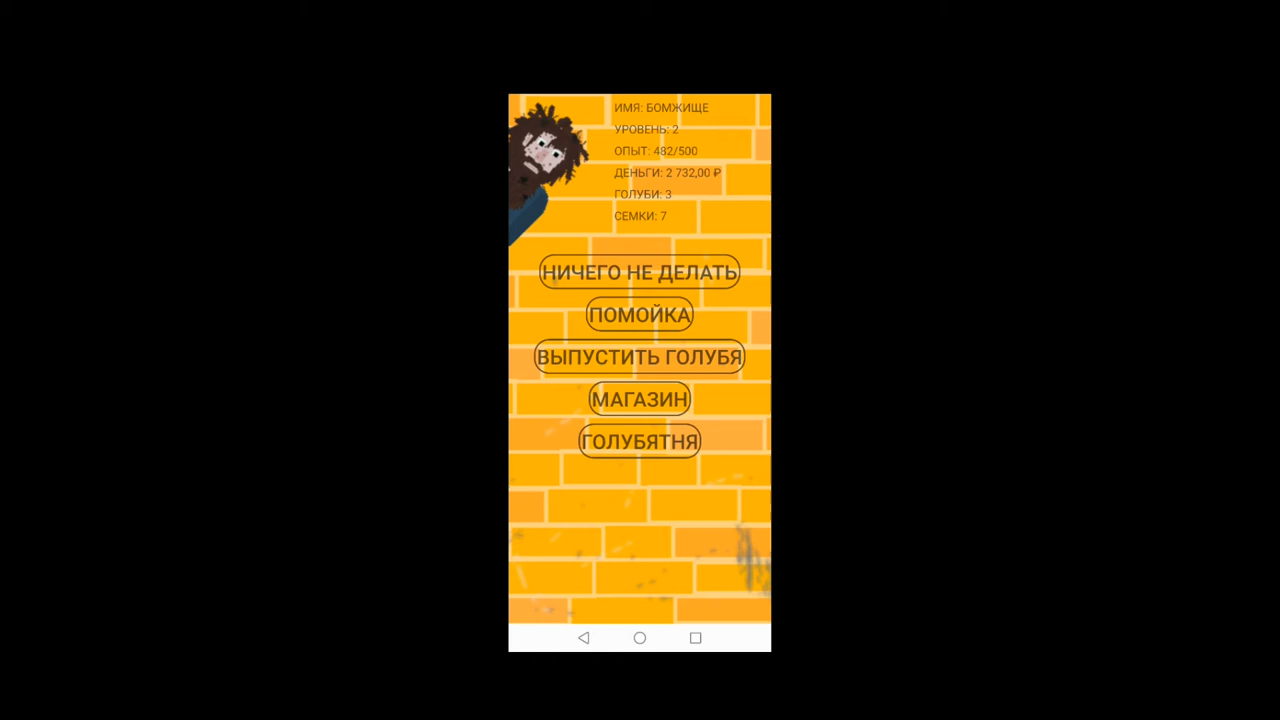 ИМЯ: БОМЖИЩЕ
УРОВЕНЬ: 2
ОПЫТ: 482/500
ДЕНЬГИ: 2 732,00 ₽
ГОЛУБИ: 3
СЕМКИ: 7
НИЧЕГО НЕ ДЕЛАТЬ
ПОМОЙКА
ВЫПУСТИТЬ ГОЛУБЯ
МАГАЗИН
ГОЛУБЯТНЯ